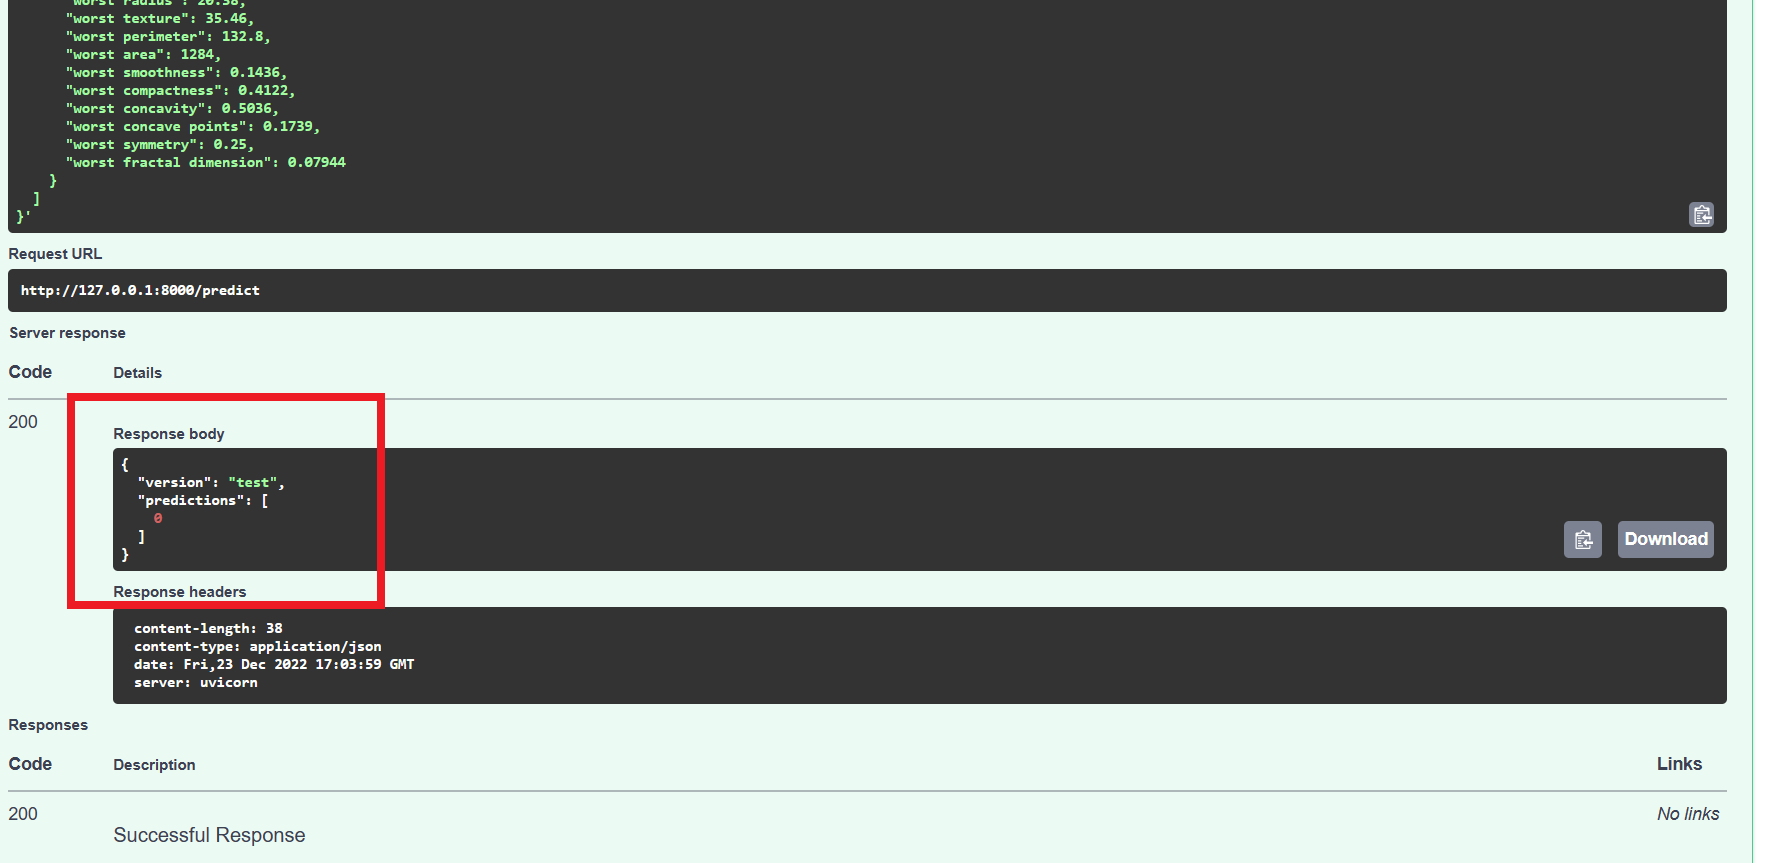 "worst radius": 20.38,
"worst texture": 35.46,
"worst perimeter": 132.8,
"worst area": 1284,
"worst smoothness": 0.1436,
"worst compactness": 0.4122,
"worst concavity": 0.5036,
"worst concave points": 0.1739,
"worst symmetry": 0.25,
"worst fractal dimension": 0.07944
}
]
}'
Request URL
http://127.0.0.1:8000/predict
Server response
Code Details
200
Response body
{
"version": "test",
"predictions": [
0
]
}
Download
Response headers
content-length: 38
content-type: application/json
date: Fri,23 Dec 2022 17:03:59 GMT
server: uvicorn
Responses
Code Description Links
200 No links
Successful Response